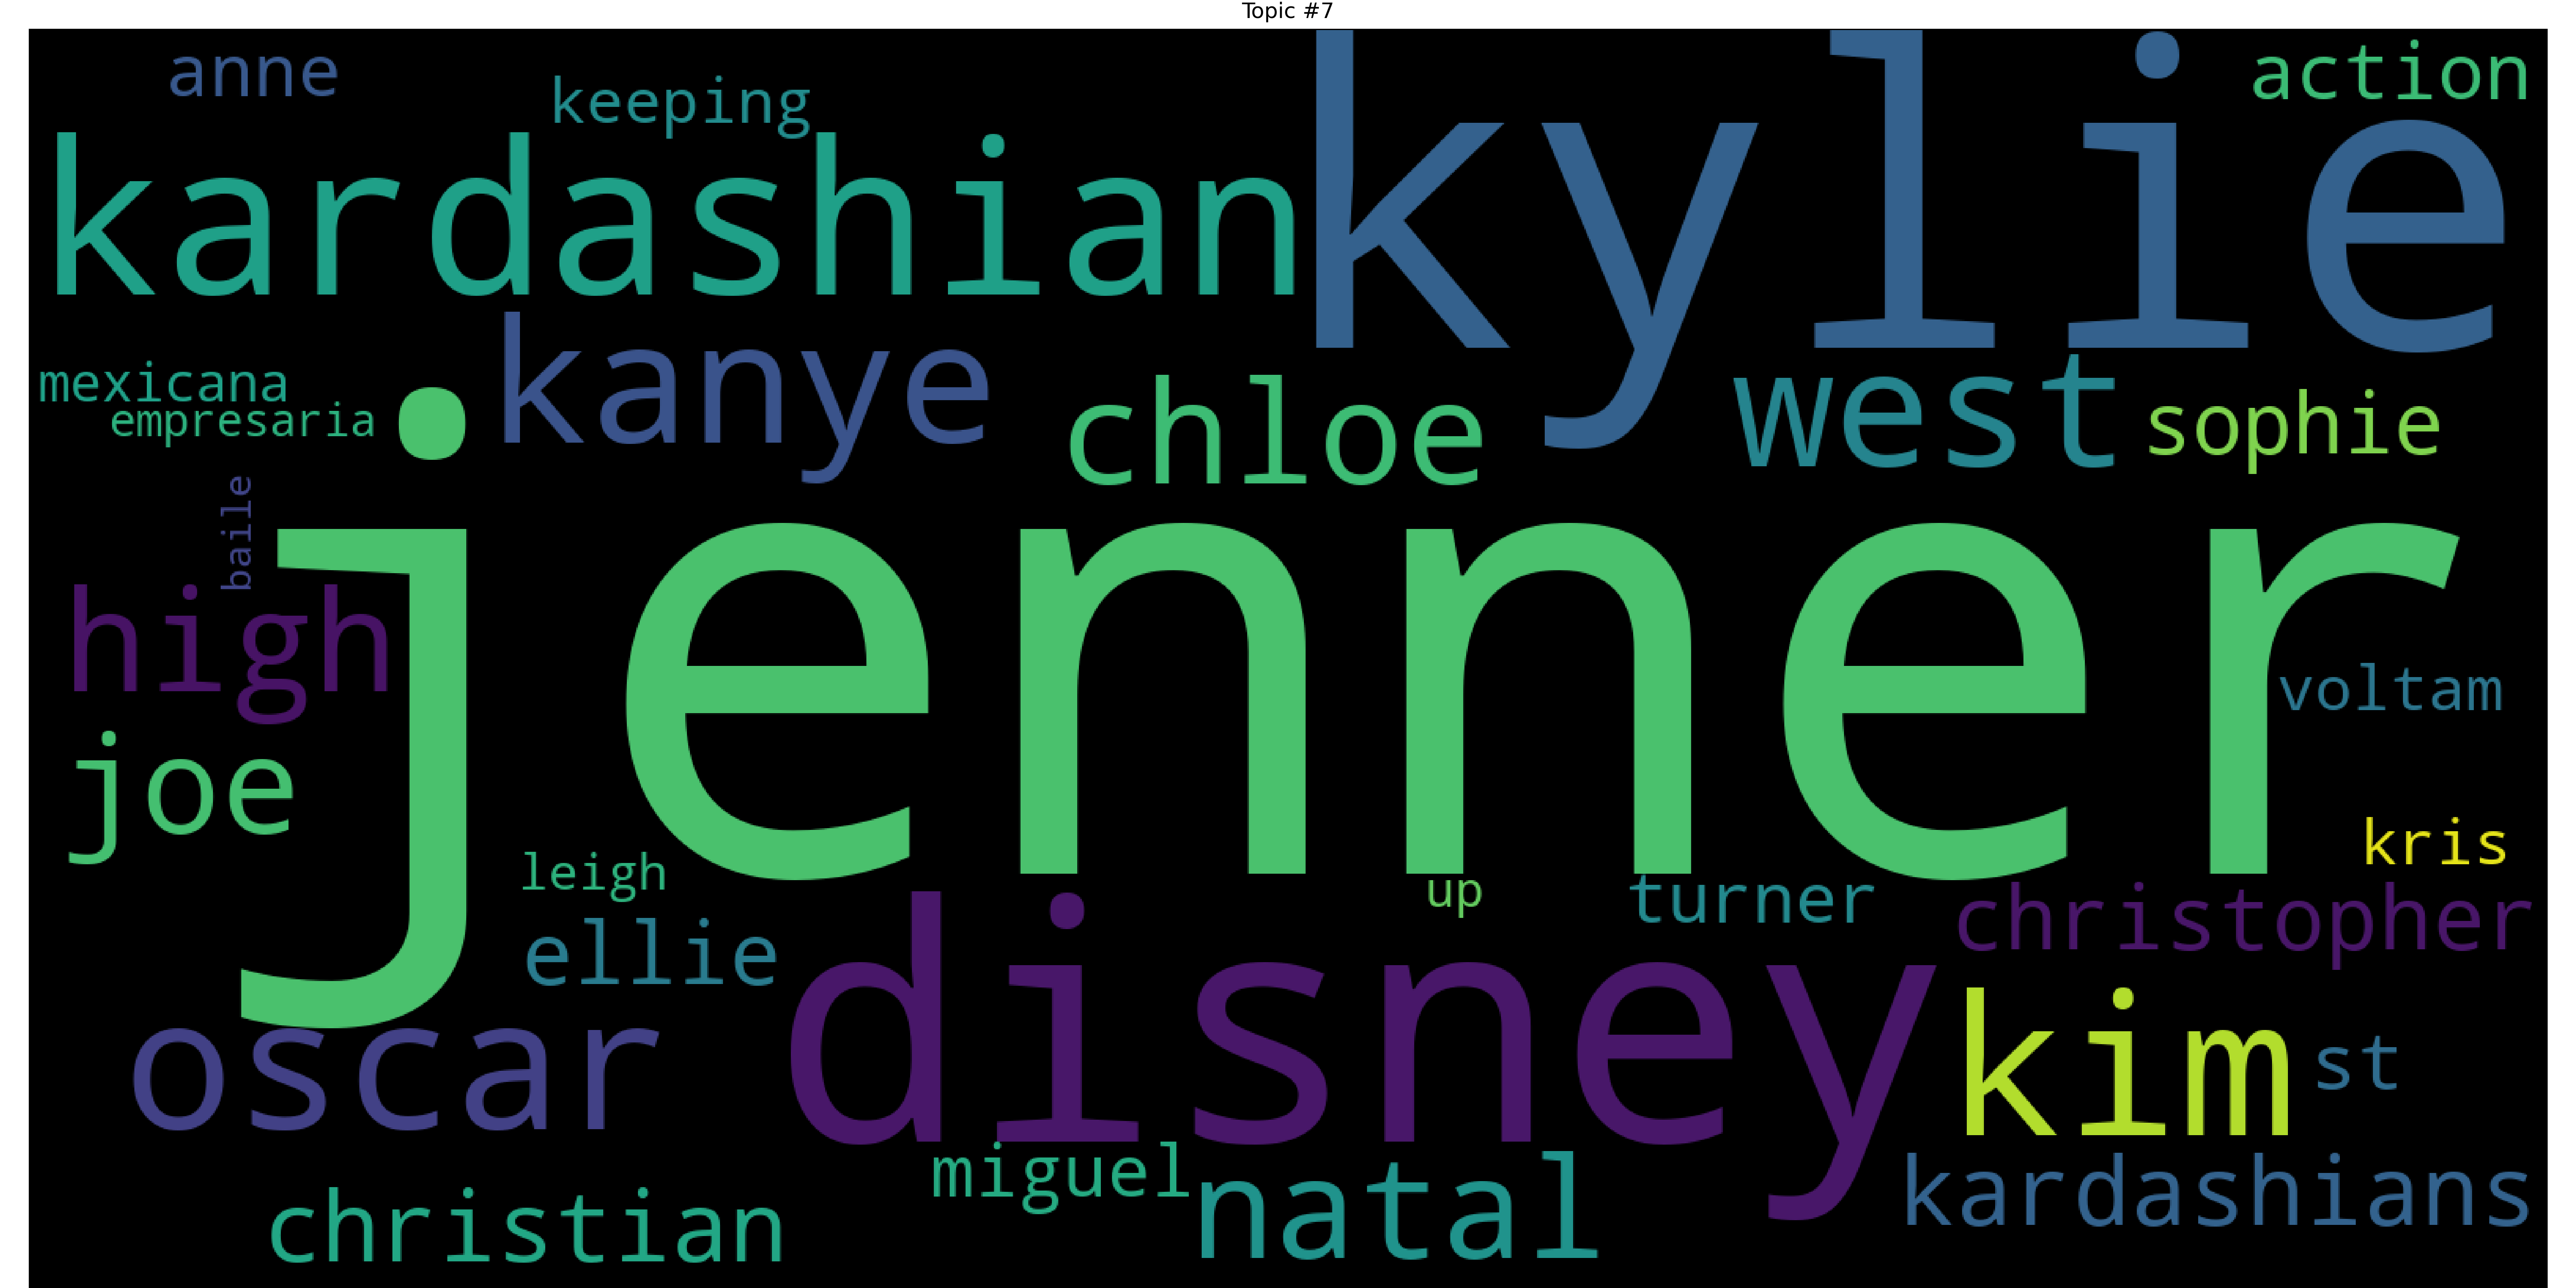 Topic #7
anne
keeping
kylie
action
kardashian
mexicana
empresaria
kanye
chloe
west
sophie
baile
jenner
high
voltam
joe
kris
leigh
up
turner
christopher
ellie
oscar
disney
kim
st
miguel
natal
kardashians
christian